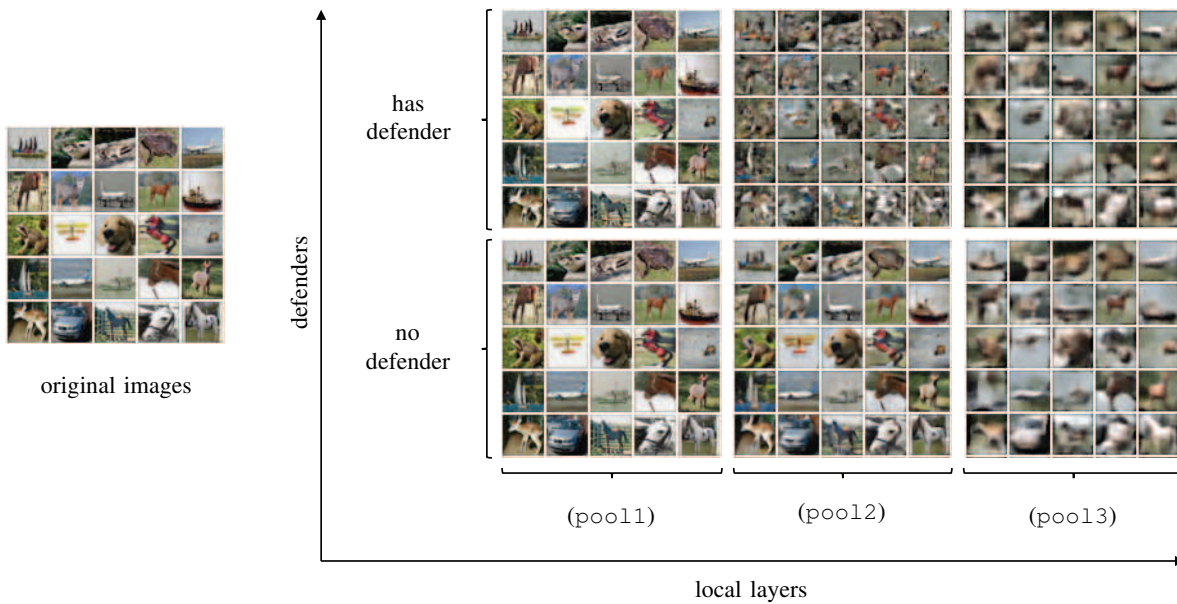 original images
defenders
has
defender
no
defender
(pool1)
(pool2)
(pool3)
local layers